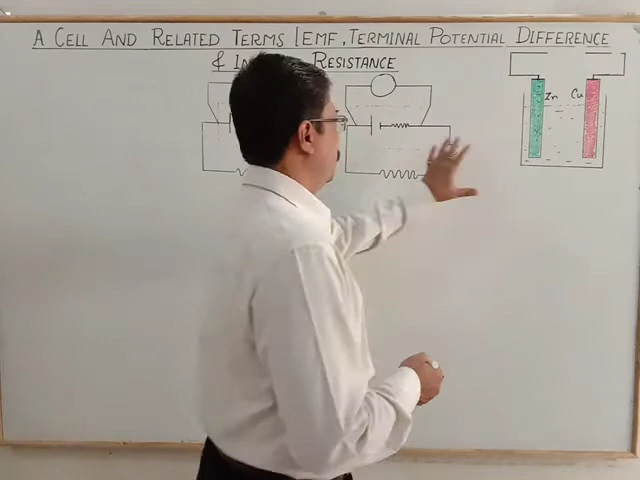 A CELL AND RELATED TERMS | EMF, TERMINAL POTENTIAL DIFFERENCE
& RESISTANCE
Zn Cu